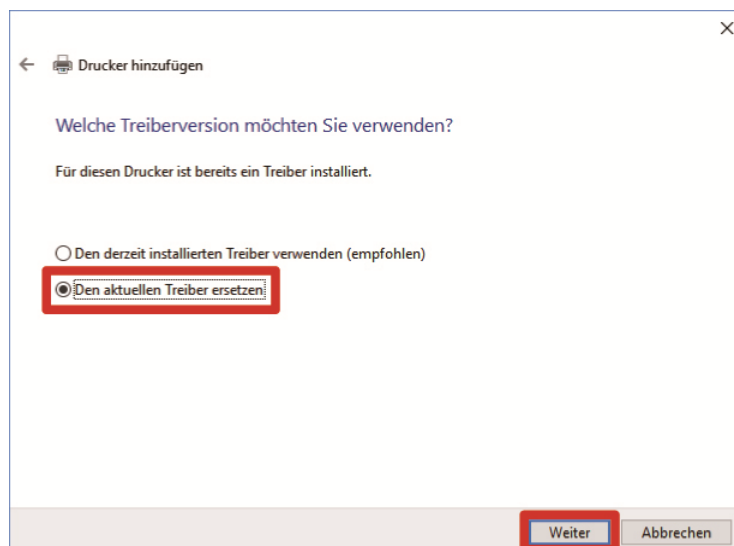 Drucker hinzufügen
Welche Treiberversion möchten Sie verwenden?
Für diesen Drucker ist bereits ein Treiber installiert.
Den derzeit installierten Treiber verwenden (empfohlen)
Den aktuellen Treiber ersetzen
Weiter Abbrechen